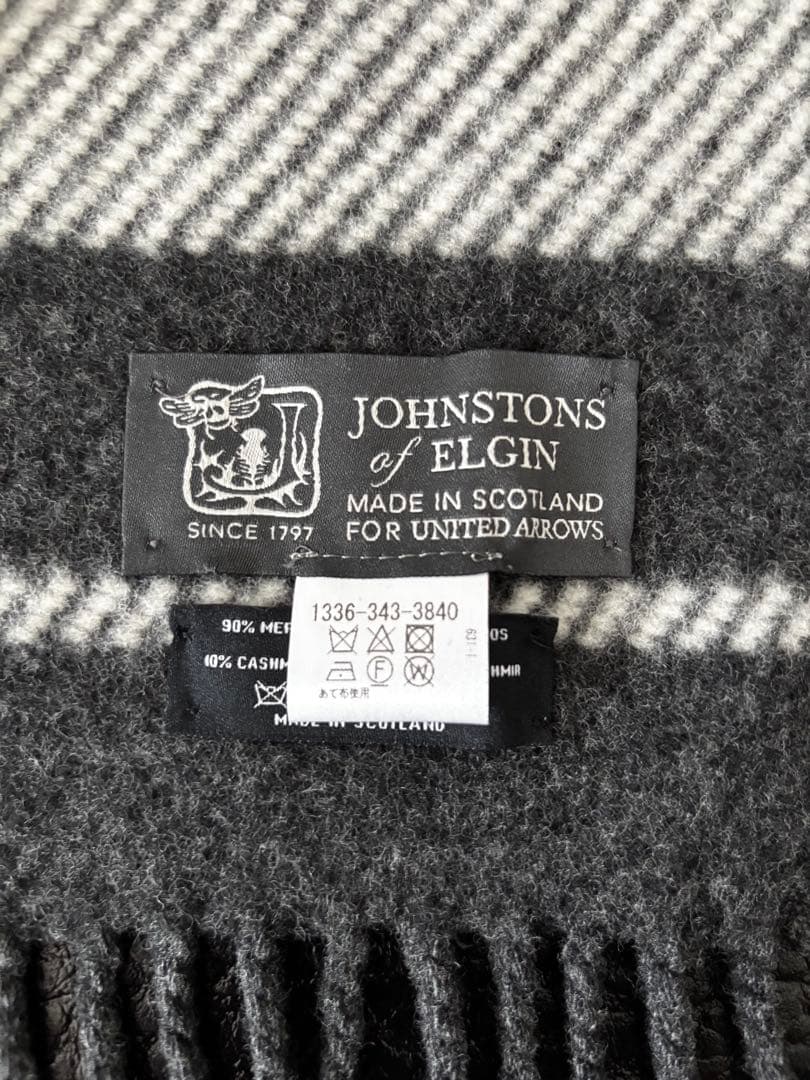 JOHNSTONS
of ELGIN
MADE IN SCOTLAND
FOR UNITED ARROWS
SINCE 1797
1336-343-3840
あて布使用
90% MER
10% CASHM
MADE IN SCOTLAND